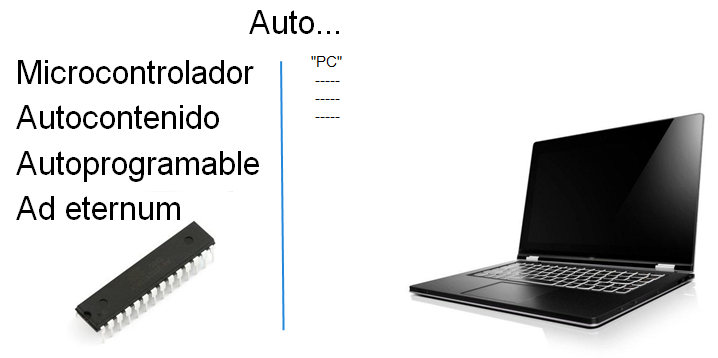 Auto...
Microcontrolador
Autocontenido
Autoprogramable
Ad eternum
"PC"
-----
-----
-----